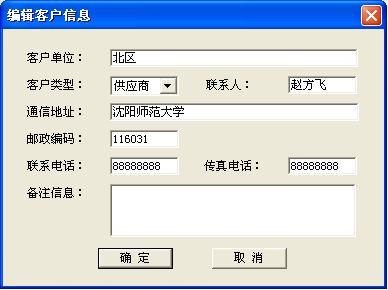 编辑客户信息
客户单位： 北区
客户类型： 供应商 联系人： 赵方飞
通信地址： 沈阳师范大学
邮政编码： 116031
联系电话： 88888888 传真电话： 88888888
备注信息：
确 定 取 消